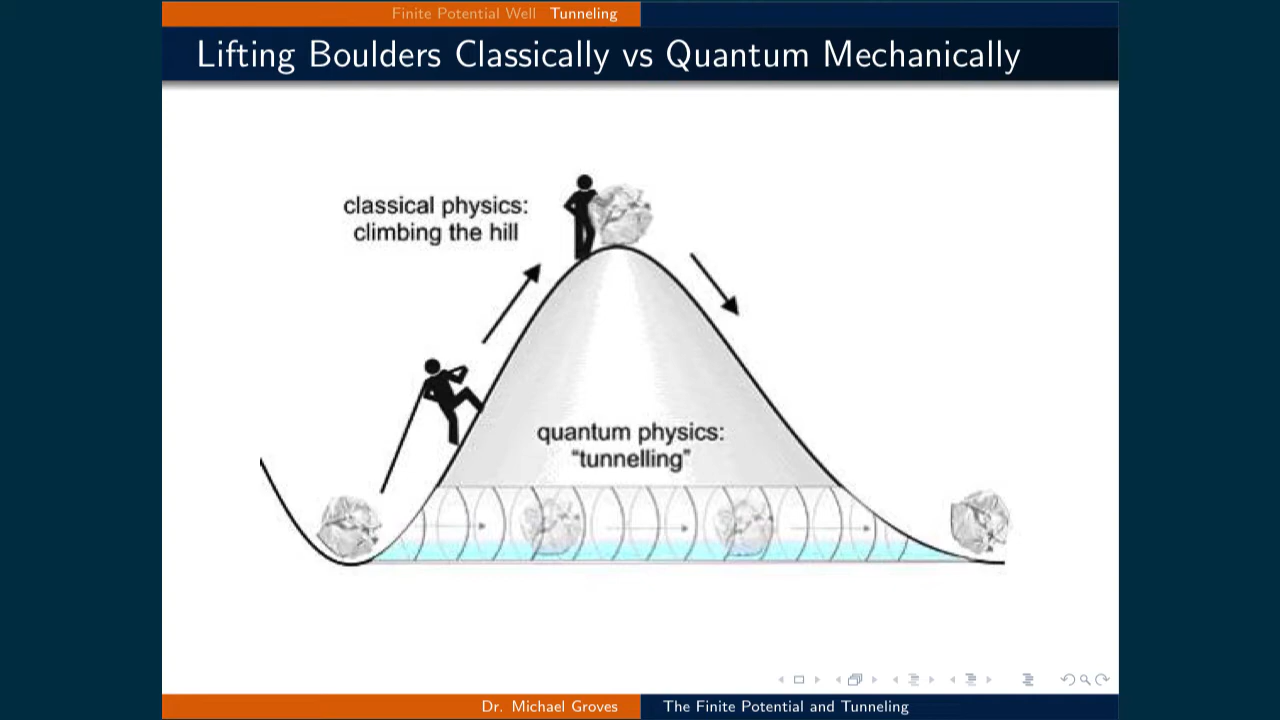 Finite Potential Well Tunneling
Lifting Boulders Classically vs Quantum Mechanically
classical physics:
climbing the hill
quantum physics:
“tunnelling”
Dr. Michael Groves The Finite Potential and Tunneling